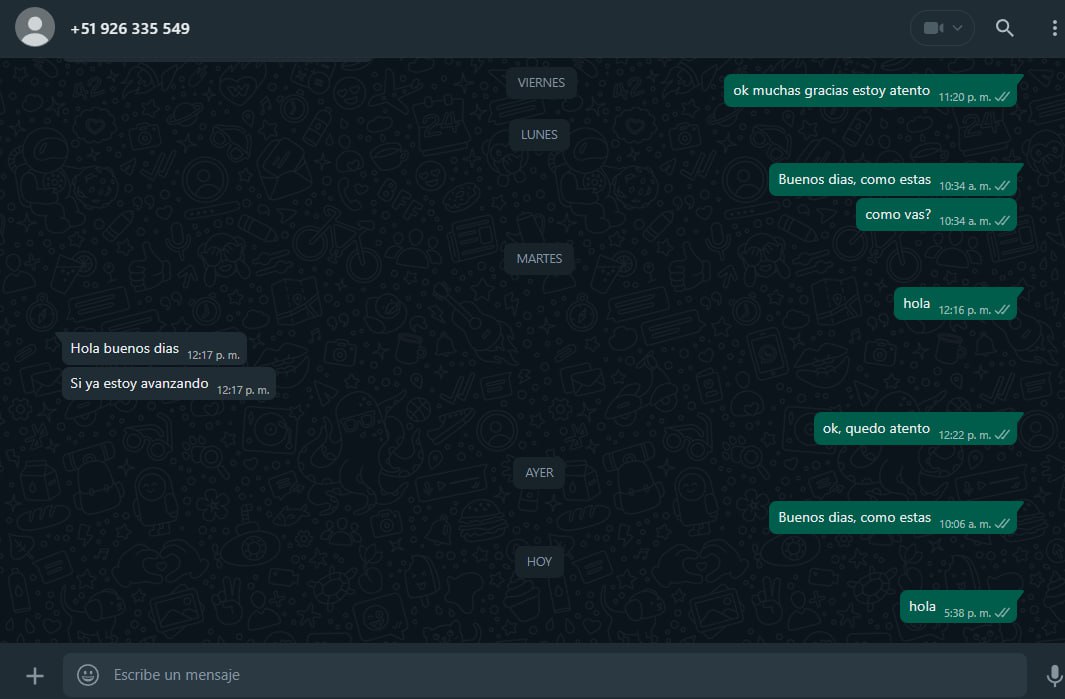 +51 926 335 549
VIERNES
ok muchas gracias estoy atento 11:20 p. m.
LUNES
Buenos dias, como estas 10:34 a. m.
como vas? 10:34 a. m.
MARTES
hola 12:16 p. m.
Hola buenos dias 12:17 p. m.
Si ya estoy avanzando 12:17 p. m.
ok, quedo atento 12:22 p. m.
AYER
Buenos dias, como estas 10:06 a. m.
HOY
hola 5:38 p. m.
Escribe un mensaje